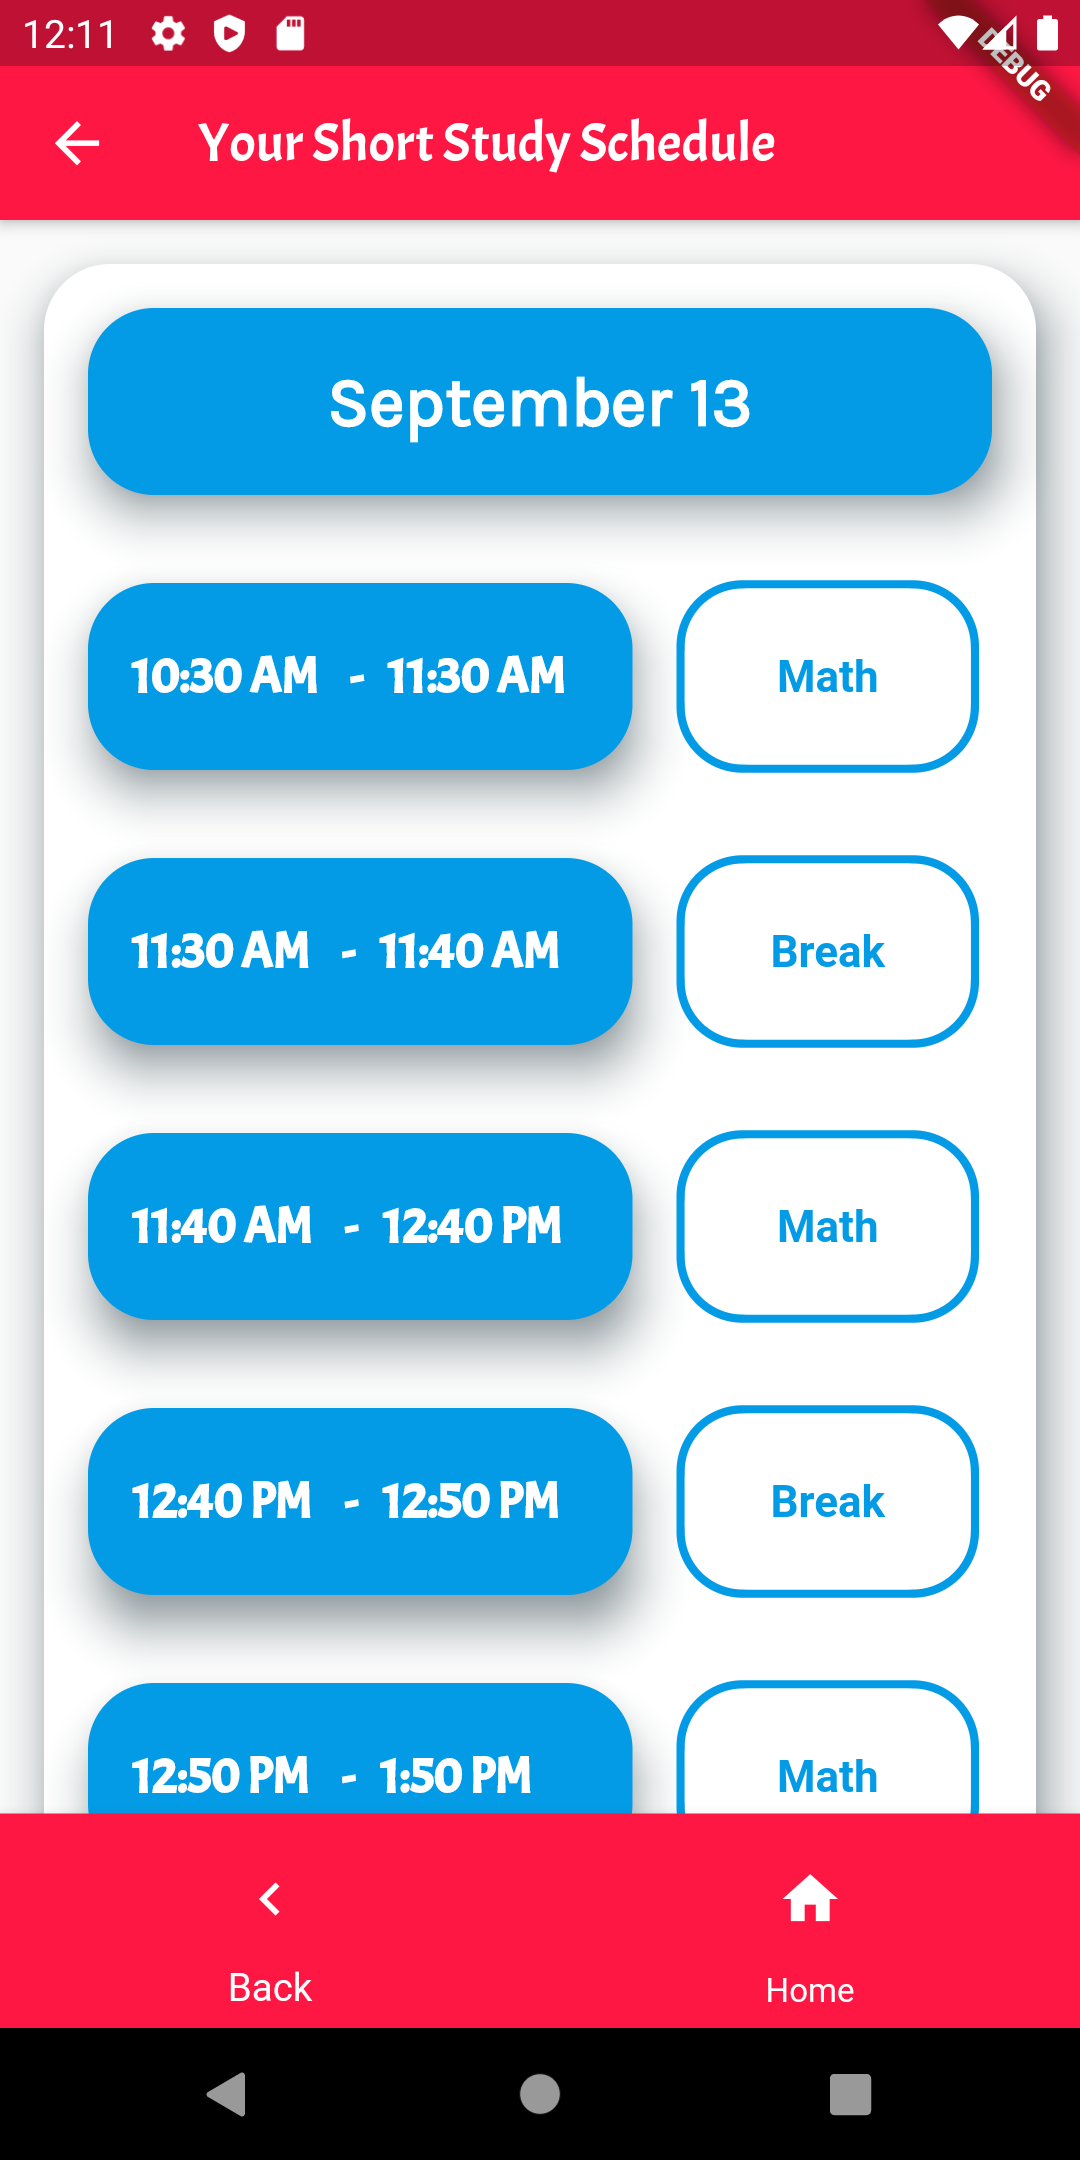 12:11
DEBUG
Your Short Study Schedule
September 13
10:30 AM - 11:30 AM Math
11:30 AM - 11:40 AM Break
11:40 AM - 12:40 PM Math
12:40 PM - 12:50 PM Break
12:50 PM - 1:50 PM Math
Back Home